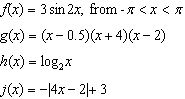 f(x) = 3 sin 2x, from -π < x < π
g(x) = (x − 0.5)(x + 4)(x − 2)
h(x) = log₂x
j(x) = −|4x − 2| + 3